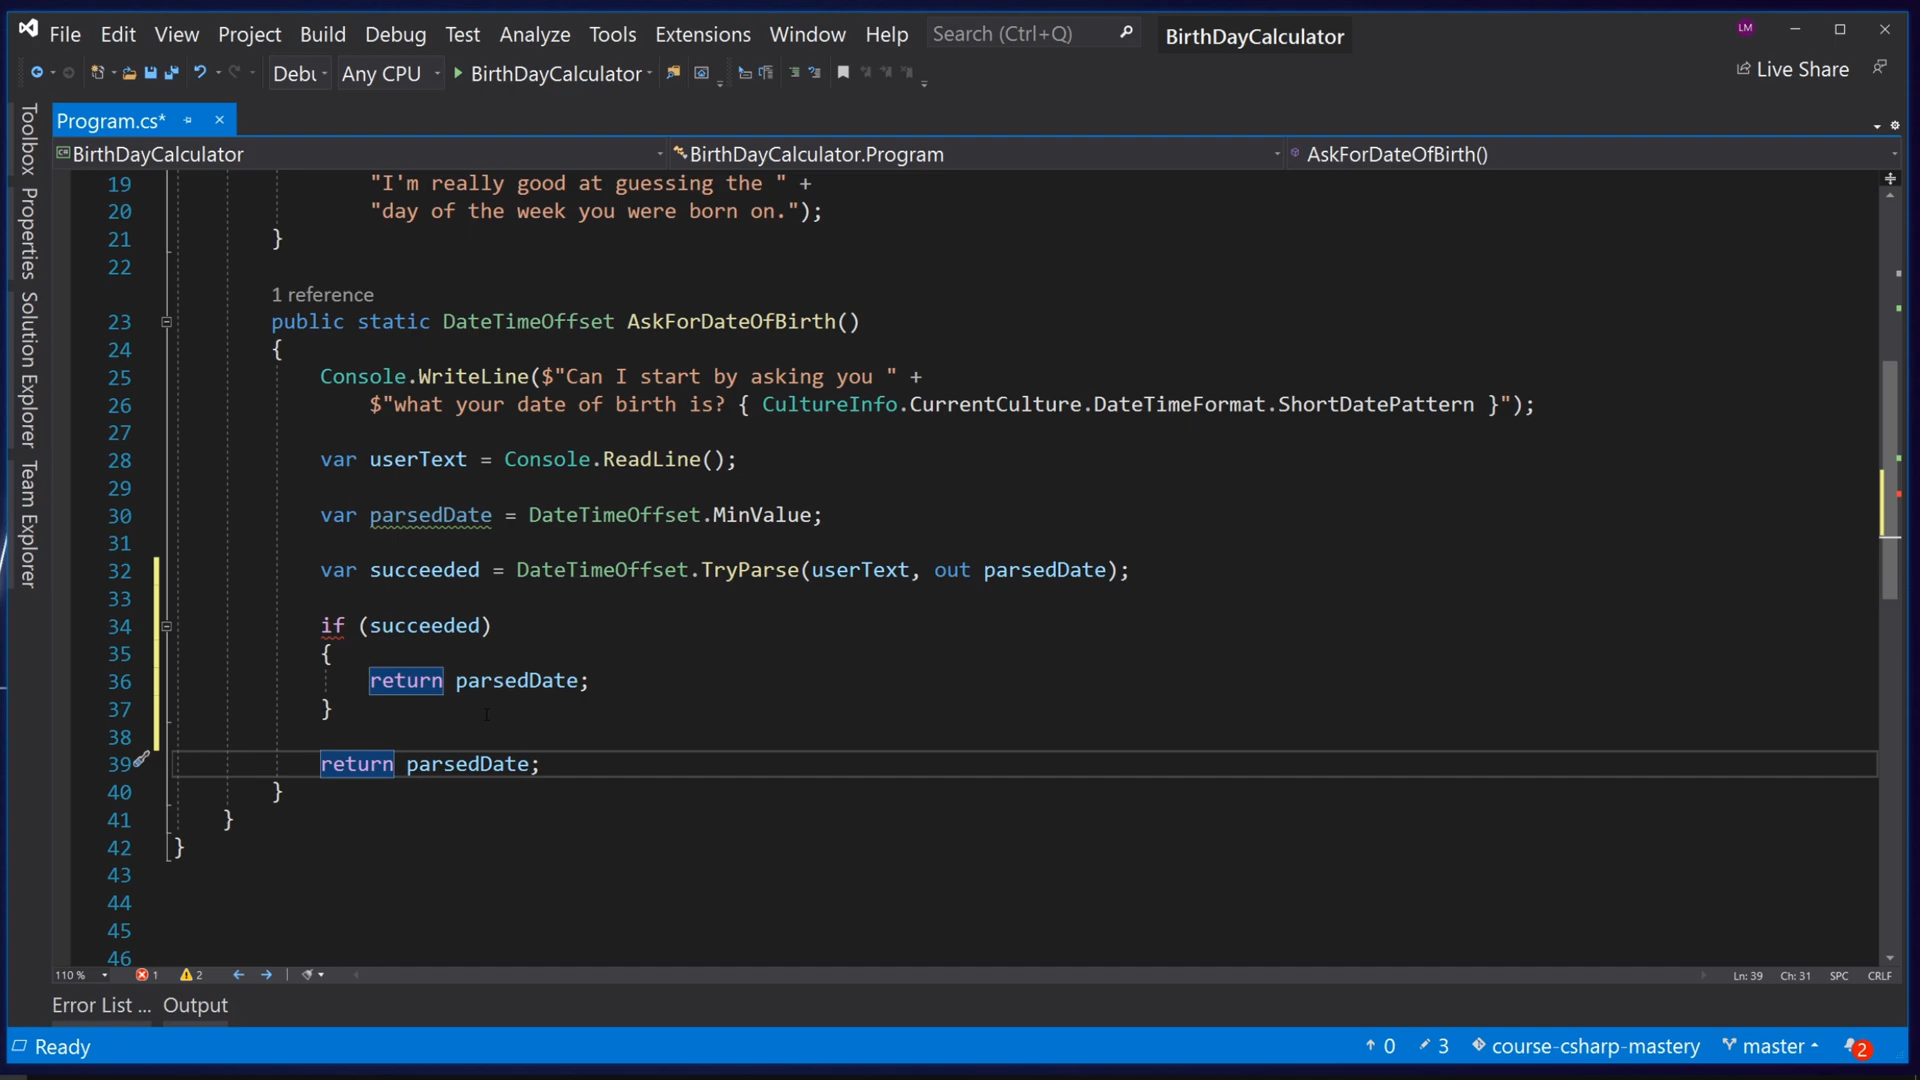 File Edit View Project Build Debug Test Analyze Tools Extensions Window Help Search (Ctrl+Q) BirthDayCalculator LM
Debu Any CPU BirthDayCalculator Live Share
Toolbox
Properties
Solution Explorer
Team Explorer
Program.cs*
BirthDayCalculator BirthDayCalculator.Program AskForDateOfBirth()
19 "I'm really good at guessing the " +
20 "day of the week you were born on.");
21 }
22
1 reference
23 public static DateTimeOffset AskForDateOfBirth()
24 {
25 Console.WriteLine($"Can I start by asking you " +
26 $"what your date of birth is? { CultureInfo.CurrentCulture.DateTimeFormat.ShortDatePattern }");
27
28 var userText = Console.ReadLine();
29
30 var parsedDate = DateTimeOffset.MinValue;
31
32 var succeeded = DateTimeOffset.TryParse(userText, out parsedDate);
33
34 if (succeeded)
35 {
36 return parsedDate;
37 }
38
39 return parsedDate;
40 }
41 }
42 }
43
44
45
46
110 % 1 2 Ln: 39 Ch: 31 SPC CRLF
Error List ... Output
Ready 0 3 course-csharp-mastery master 2